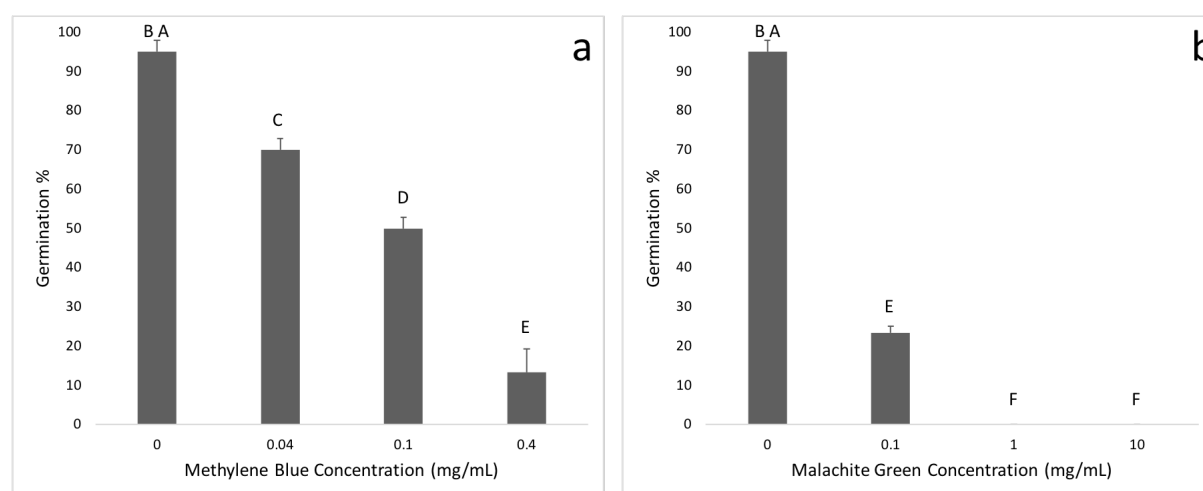 a
B A
C
D
E
100
90
80
70
60
50
40
30
20
10
0
Germination %
0 0.04 0.1 0.4
Methylene Blue Concentration (mg/mL)
b
B A
E
F F
100
90
80
70
60
50
40
30
20
10
0
Germination %
0 0.1 1 10
Malachite Green Concentration (mg/mL)